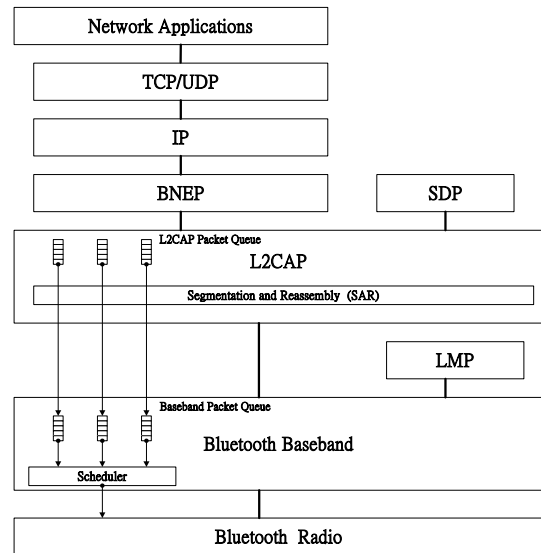 Network Applications
TCP/UDP
IP
BNEP
SDP
L2CAP Packet Queue
L2CAP
Segmentation and Reassembly (SAR)
LMP
Baseband Packet Queue
Bluetooth Baseband
Scheduler
Bluetooth Radio